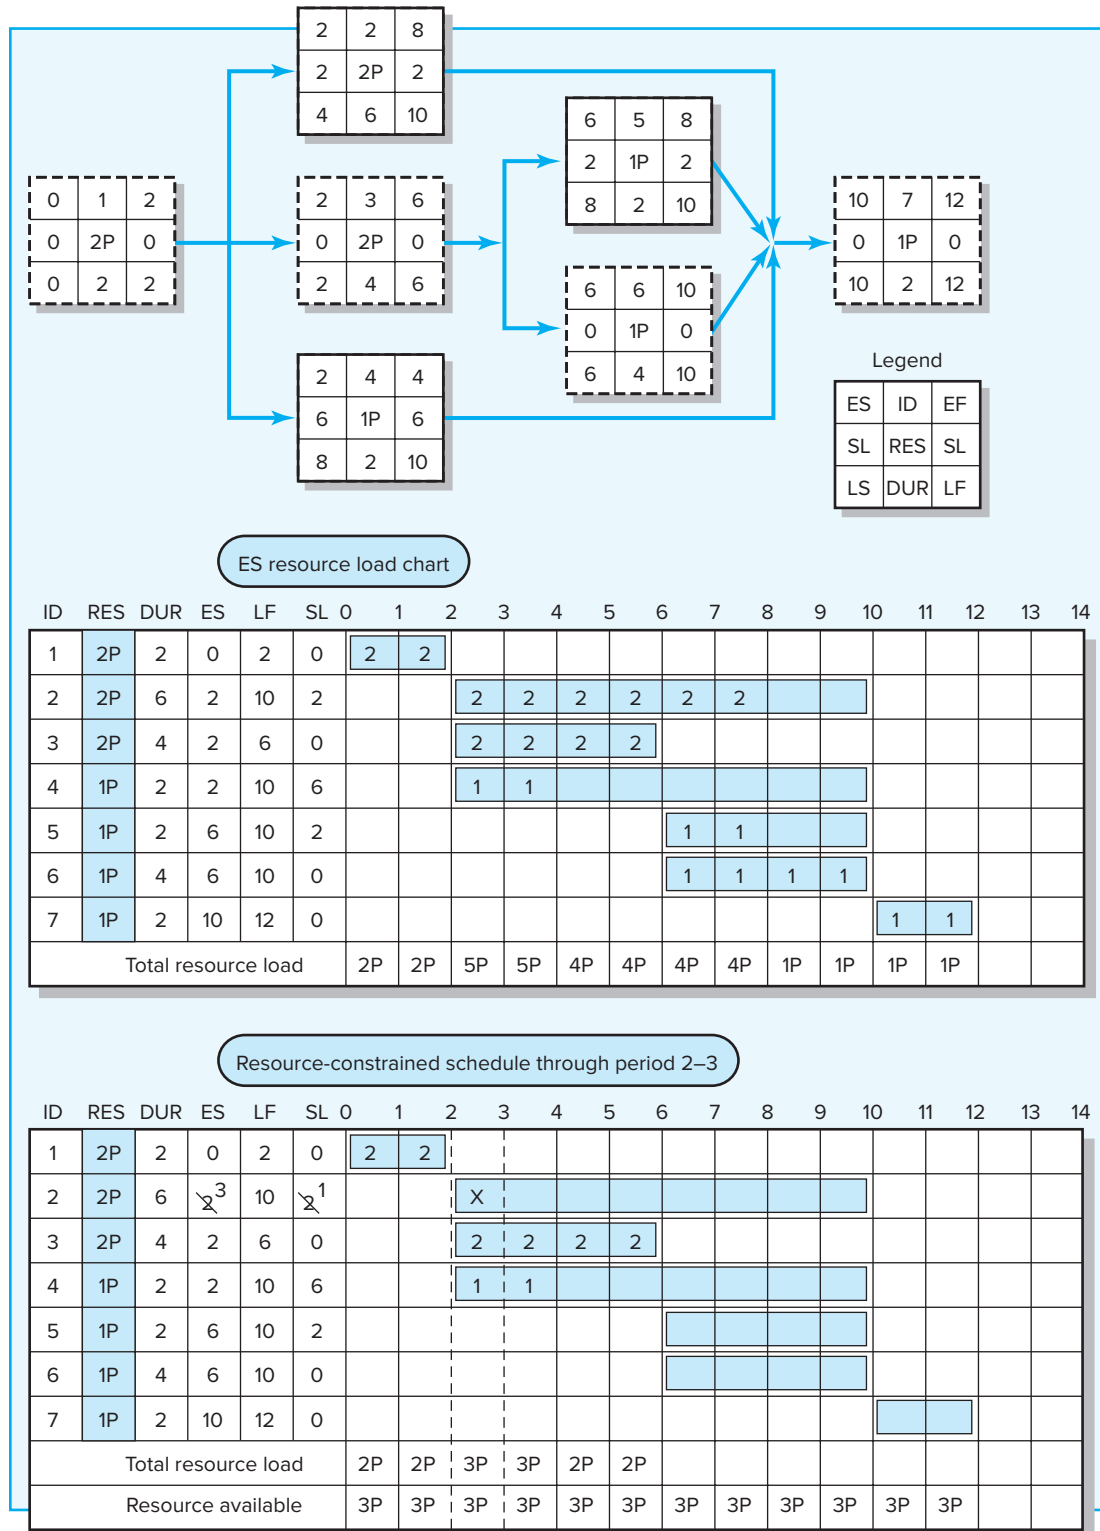 2 2 8
2 2P 2
4 6 10
6 5 8
2 1P 2
8 2 10
0 1 2
0 2P 0
0 2 2
2 3 6
0 2P 0
2 4 6
10 7 12
0 1P 0
10 2 12
6 6 10
0 1P 0
6 4 10
2 4 4
6 1P 6
8 2 10
Legend
ES ID EF
SL RES SL
LS DUR LF
ES resource load chart
ID RES DUR ES LF SL 0 1 2 3 4 5 6 7 8 9 10 11 12 13 14
1 2P 2 0 2 0 2 2
2 2P 6 2 10 2 2 2 2 2 2 2
3 2P 4 2 6 0 2 2 2 2
4 1P 2 2 10 6 1 1
5 1P 2 6 10 2 1 1
6 1P 4 6 10 0 1 1 1 1
7 1P 2 10 12 0 1 1
Total resource load 2P 2P 5P 5P 4P 4P 4P 4P 1P 1P 1P 1P
Resource-constrained schedule through period 2–3
ID RES DUR ES LF SL 0 1 2 3 4 5 6 7 8 9 10 11 12 13 14
1 2P 2 0 2 0 2 2
2 2P 6 2 3 10 2 1 X
3 2P 4 2 6 0 2 2 2 2
4 1P 2 2 10 6 1 1
5 1P 2 6 10 2
6 1P 4 6 10 0
7 1P 2 10 12 0
Total resource load 2P 2P 3P 3P 2P 2P
Resource available 3P 3P 3P 3P 3P 3P 3P 3P 3P 3P 3P 3P